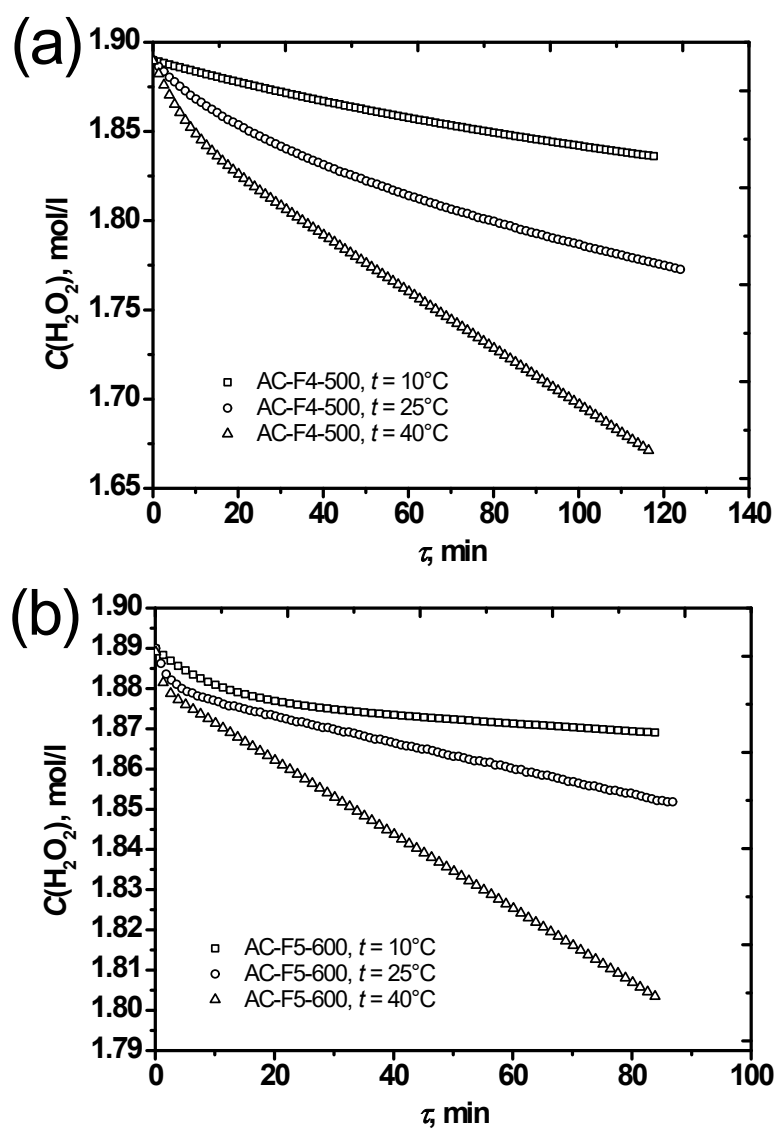 (a)
1.90
1.85
1.80
1.75
1.70
1.65
C(H₂O₂), mol/l
AC-F4-500, t = 10°C
AC-F4-500, t = 25°C
AC-F4-500, t = 40°C
0 20 40 60 80 100 120 140
τ, min
(b)
1.90
1.89
1.88
1.87
1.86
1.85
1.84
1.83
1.82
1.81
1.80
1.79
C(H₂O₂), mol/l
AC-F5-600, t = 10°C
AC-F5-600, t = 25°C
AC-F5-600, t = 40°C
0 20 40 60 80 100
τ, min